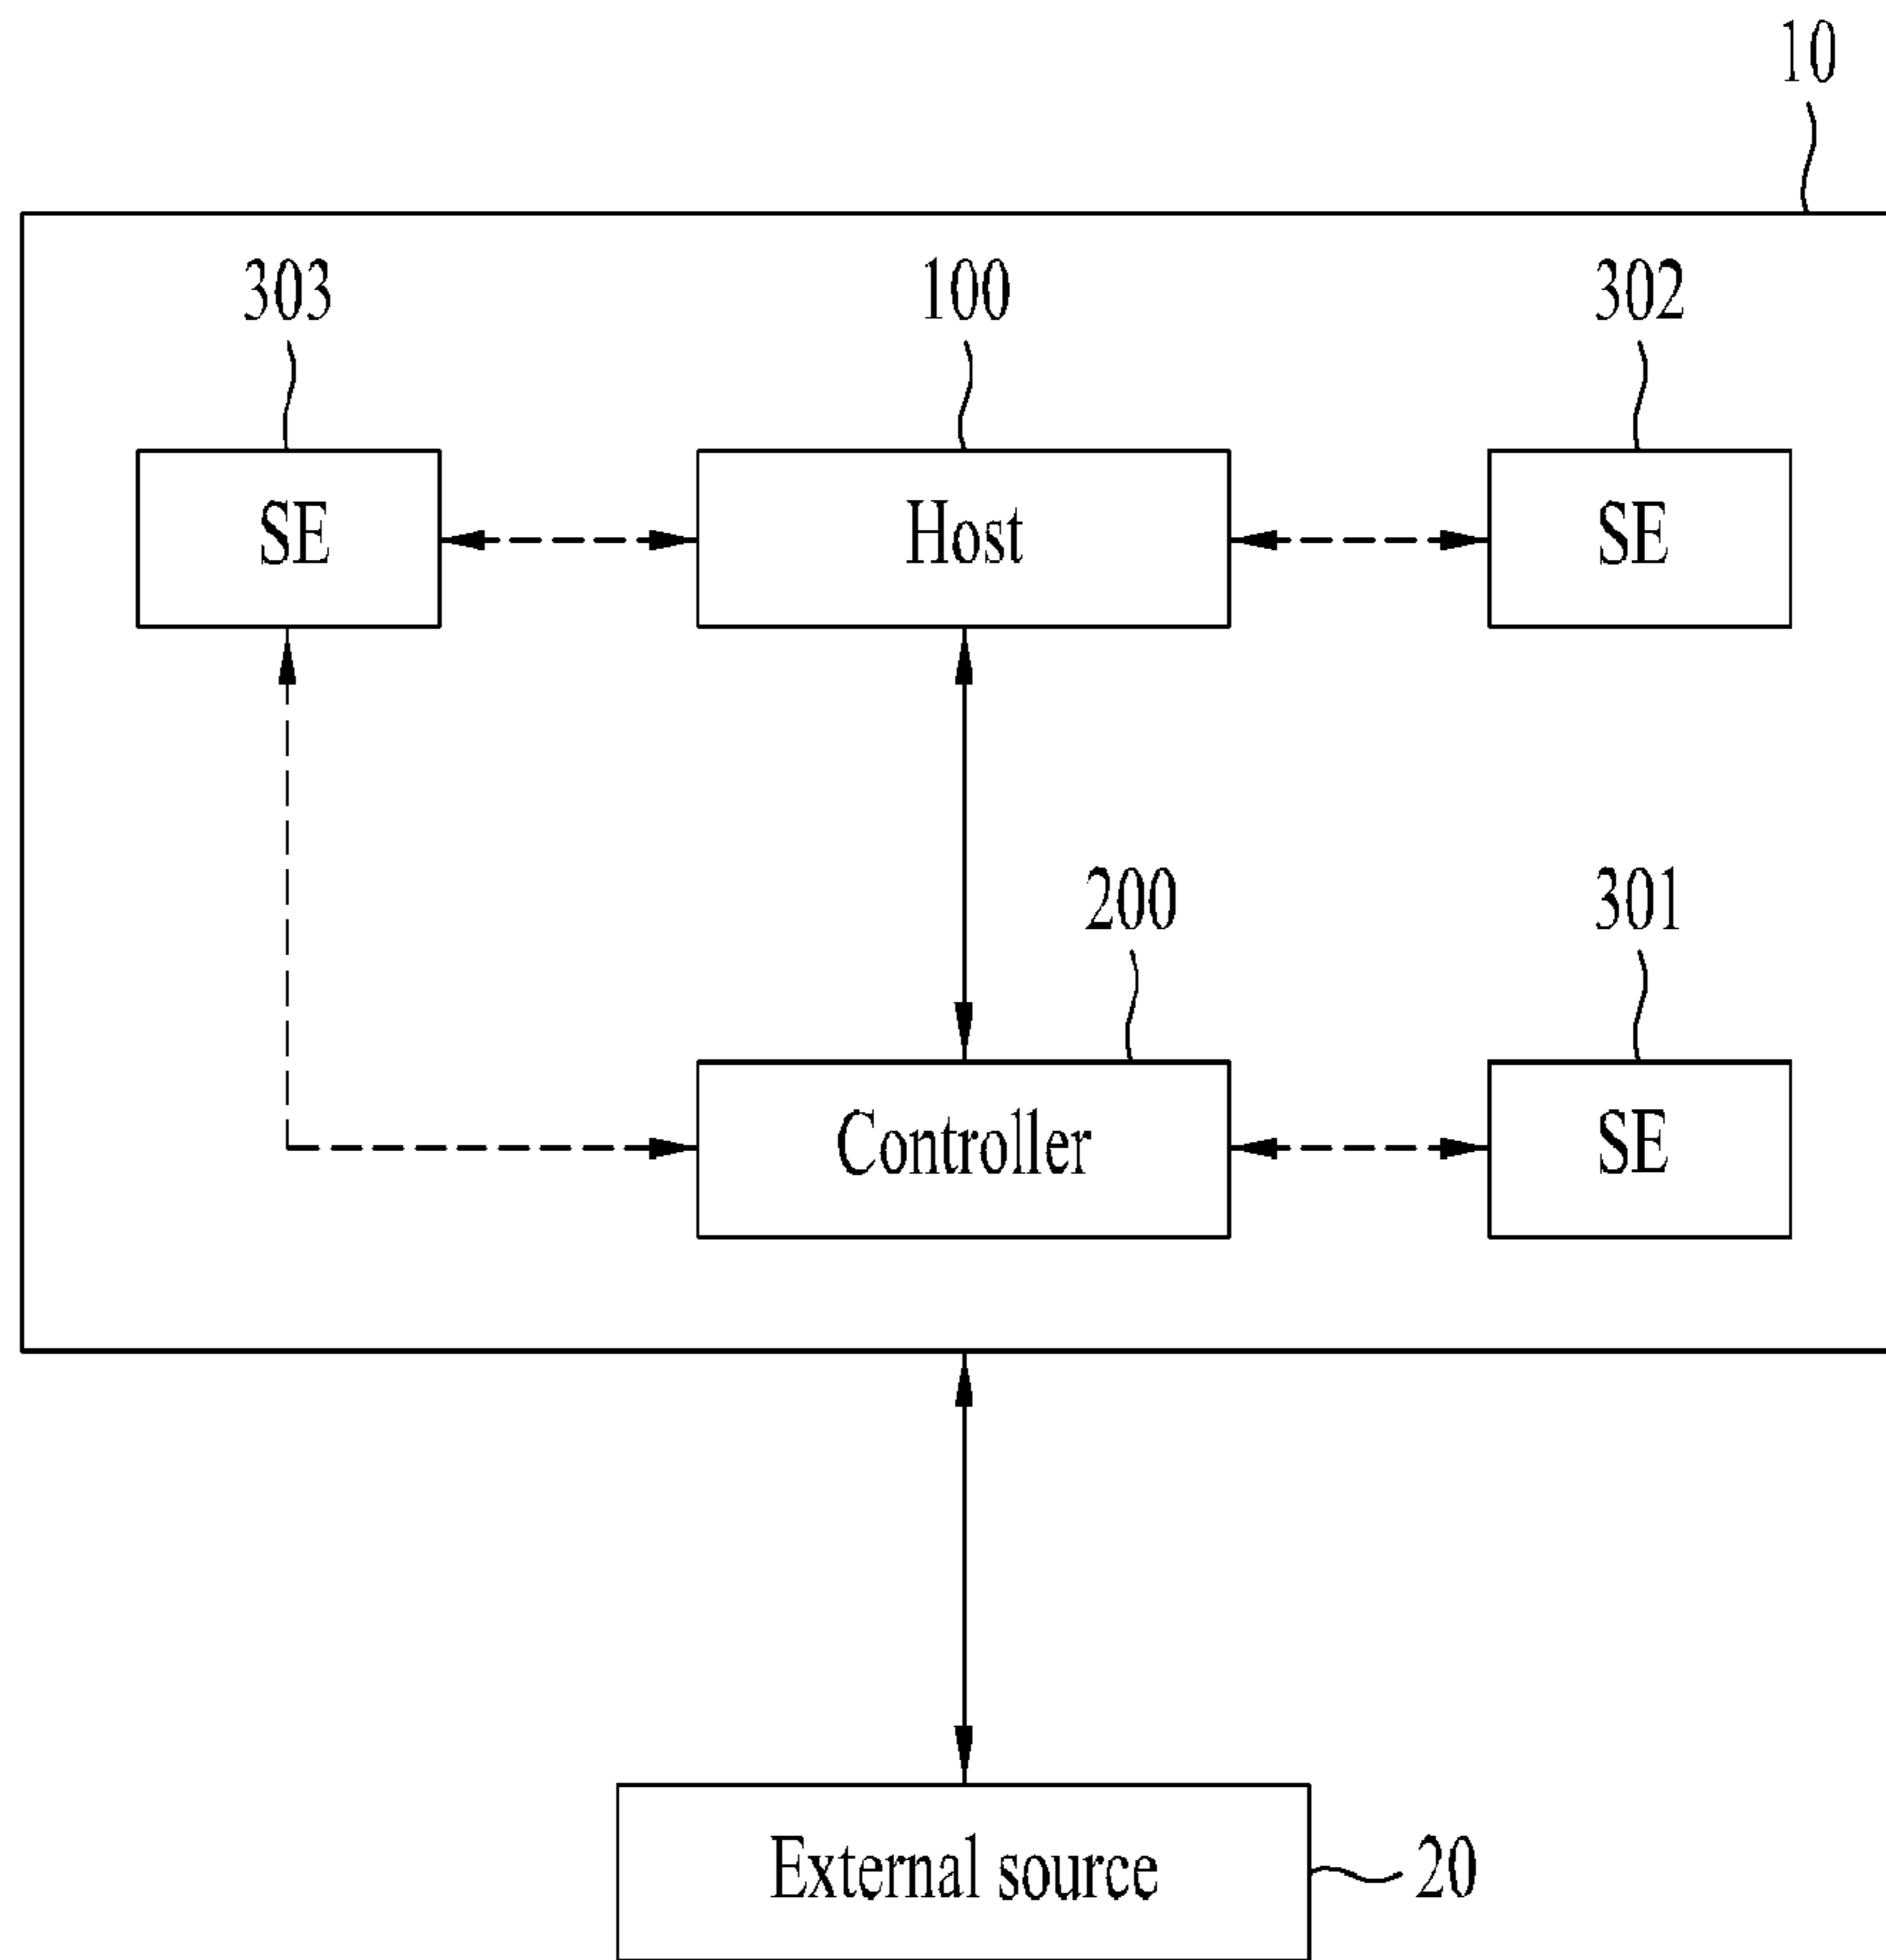 10
303
100
302
SE
Host
SE
200
301
Controller
SE
External source
20